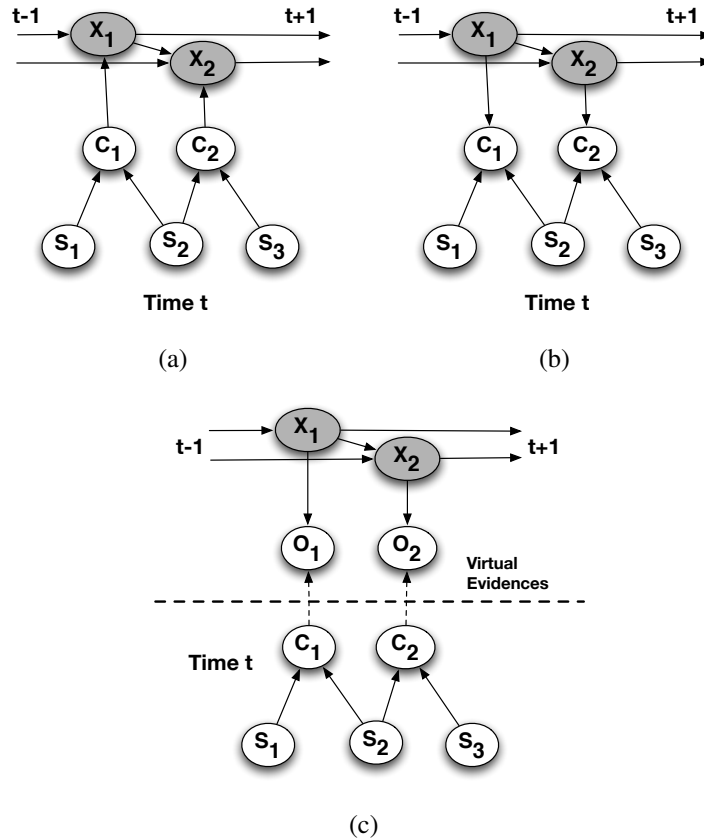 t-1 X1 t+1
X2
C1 C2
S1 S2 S3
Time t
(a)
t-1 X1 t+1
X2
C1 C2
S1 S2 S3
Time t
(b)
X1
t-1 X2 t+1
O1 O2
Virtual
Evidences
Time t C1 C2
S1 S2 S3
(c)